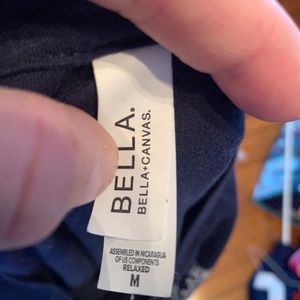 BELLA.
BELLA+CANVAS.
ASSEMBLED IN NICARAGUA
OF US COMPONENTS
RELAXED
M